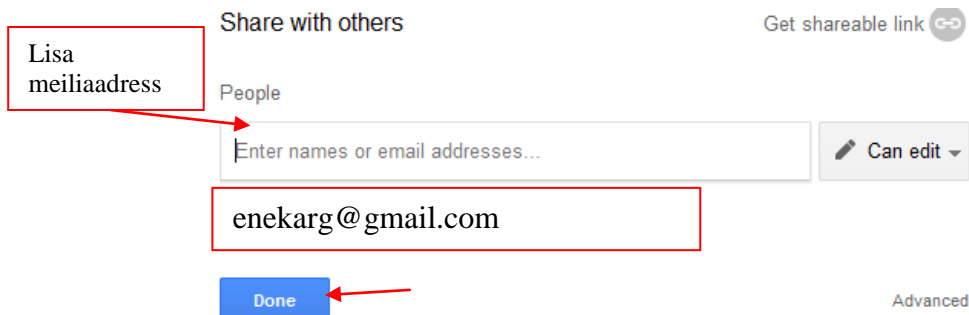 Share with others
Get shareable link
Lisa
meiliaadress
People
Enter names or email addresses...
Can edit
enekarg@gmail.com
Done
Advanced